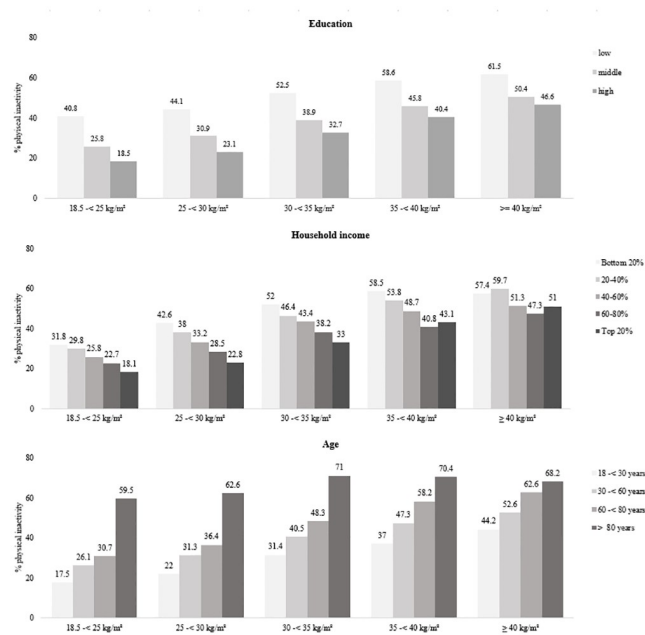 Education
80
60
40
20
0
% phyiscal inactivity
40.8 25.8 18.5 44.1 30.9 23.1 52.5 38.9 32.7 58.6 45.8 40.4 61.5 50.4 46.6
18.5 -< 25 kg/m² 25 -< 30 kg/m² 30 -< 35 kg/m² 35 -< 40 kg/m² >= 40 kg/m²
low
middle
high
Household income
80
60
40
20
0
% physical inactivity
31.8 29.8 25.8 22.7 18.1 42.6 38 33.2 28.5 22.8 52 46.4 43.4 38.2 33 58.5 53.8 48.7 40.8 43.1 57.4 59.7 51.3 47.3 51
18.5 -< 25 kg/m² 25 -< 30 kg/m² 30 -< 35 kg/m² 35 -< 40 kg/m² ≥ 40 kg/m²
Bottom 20%
20-40%
40-60%
60-80%
Top 20%
Age
80
60
40
20
0
% physical inactivity
17.5 26.1 30.7 59.5 22 31.3 36.4 62.6 31.4 40.5 48.3 71 37 47.3 58.2 70.4 44.2 52.6 62.6 68.2
18.5 -< 25 kg/m² 25 -< 30 kg/m² 30 -< 35 kg/m² 35 -< 40 kg/m² ≥ 40 kg/m²
18 -< 30 years
30 -< 60 years
60 -< 80 years
> 80 years